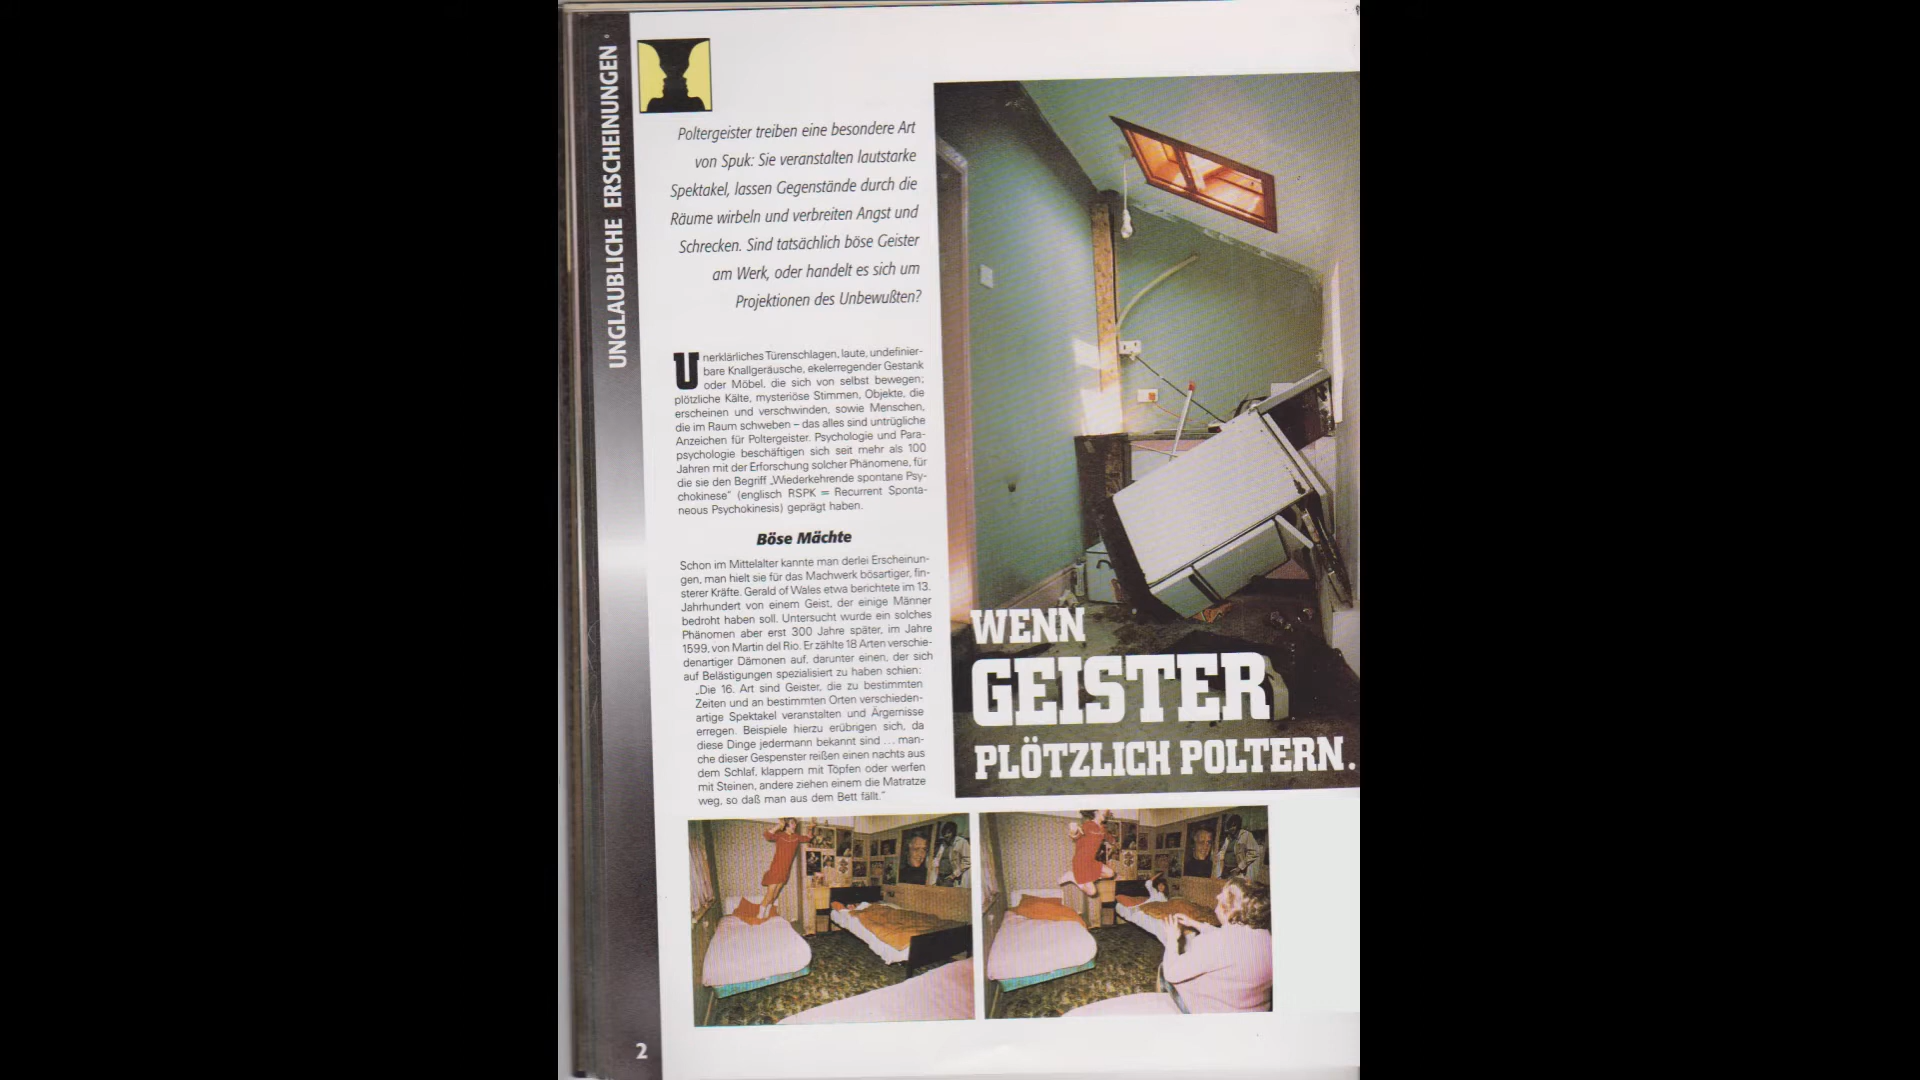 UNGLAUBLICHE ERSCHEINUNGEN
Poltergeister treiben eine besondere Art
von Spuk: Sie veranstalten lautstarke
Spektakel, lassen Gegenstände durch die
Räume wirbeln und verbreiten Angst und
Schrecken. Sind tatsächlich böse Geister
am Werk, oder handelt es sich um
Projektionen des Unbewußten?
Unerklärliches Türenschlagen, laute, undefinier-
bare Knallgeräusche, ekelerregender Gestank
oder Möbel, die sich von selbst bewegen;
plötzliche Kälte, mysteriöse Stimmen, Objekte, die
erscheinen und verschwinden, sowie Menschen,
die im Raum schweben – das alles sind untrügliche
Anzeichen für Poltergeister. Psychologie und Para-
psychologie beschäftigen sich seit mehr als 100
Jahren mit der Erforschung solcher Phänomene, für
die sie den Begriff „Wiederkehrende spontane Psy-
chokinese“ (englisch RSPK = Recurrent Sponta-
neous Psychokinesis) geprägt haben.
Böse Mächte
Schon im Mittelalter kannte man derlei Erscheinun-
gen, man hielt sie für das Machwerk bösartiger, fin-
sterer Kräfte. Gerald of Wales etwa berichtete im 13.
Jahrhundert von einem Geist, der einige Männer
bedroht haben soll. Untersucht wurde ein solches
Phänomen aber erst 300 Jahre später, im Jahre
1599, von Martin del Rio. Er zählte 18 Arten verschie-
denartiger Dämonen auf, darunter einen, der sich
auf Belästigungen spezialisiert zu haben schien:
„Die 16. Art sind Geister, die zu bestimmten
Zeiten und an bestimmten Orten verschieden-
artige Spektakel veranstalten und Ärgernisse
erregen. Beispiele hierzu erübrigen sich, da
diese Dinge jedermann bekannt sind ... man-
che dieser Gespenster reißen einen nachts aus
dem Schlaf, klappern mit Töpfen oder werfen
mit Steinen, andere ziehen einem die Matratze
weg, so daß man aus dem Bett fällt.“
WENN
GEISTER
PLÖTZLICH POLTERN.
2